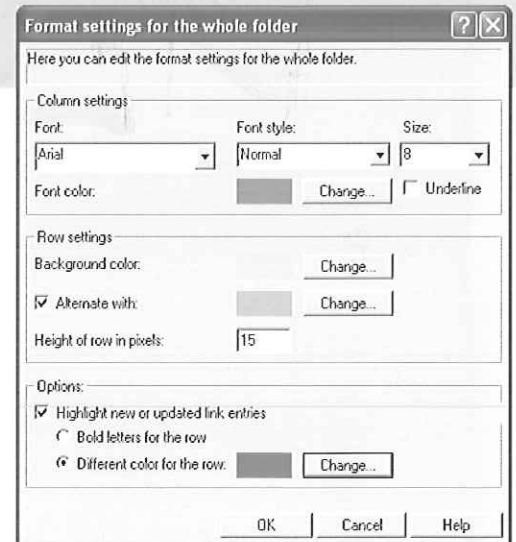 Format settings for the whole folder
Here you can edit the format settings for the whole folder.
Column settings
Font: Font style: Size:
Arial Normal 8
Font color: Change... Underline
Row settings
Background color: Change...
Alternate with: Change...
Height of row in pixels: 15
Options:
Highlight new or updated link entries
Bold letters for the row
Different color for the row: Change...
OK Cancel Help